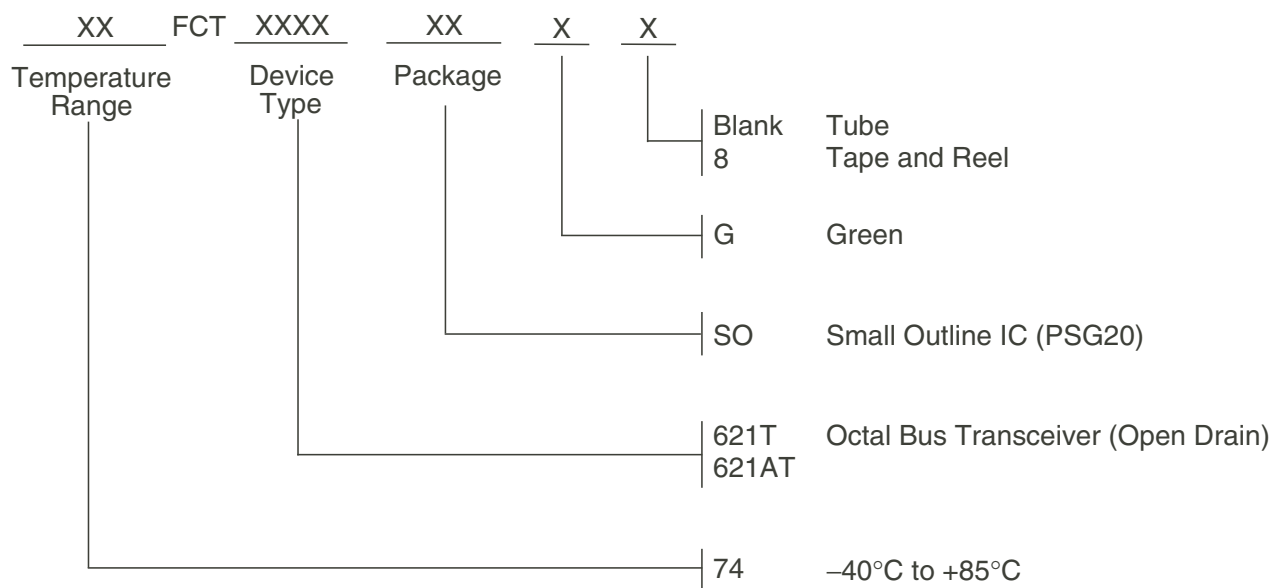 XX FCT XXXX XX X X
Temperature Range Device Type Package
Blank Tube
8 Tape and Reel
G Green
SO Small Outline IC (PSG20)
621T Octal Bus Transceiver (Open Drain)
621AT
74 –40°C to +85°C